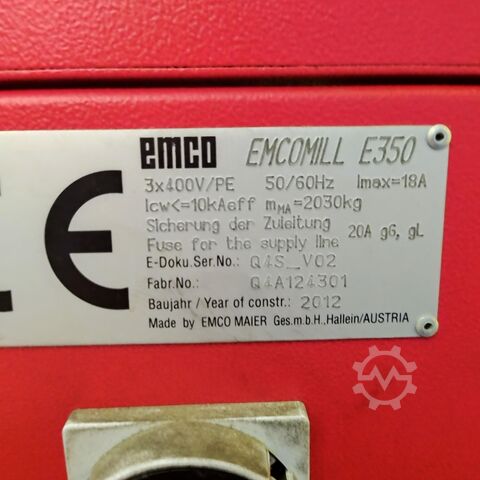 emco EMCOMILL E350
3x400V/PE 50/60Hz Imax=18A
Icw<=10kAeff mMA=2030kg
Sicherung der Zuleitung
Fuse for the supply line 20A gG, gL
E-Doku.Ser.No.: Q4S_V02
Fabr.No.: Q4A124301
Baujahr / Year of constr.: 2012
Made by EMCO MAIER Ges.m.b.H.,Hallein/AUSTRIA
CE